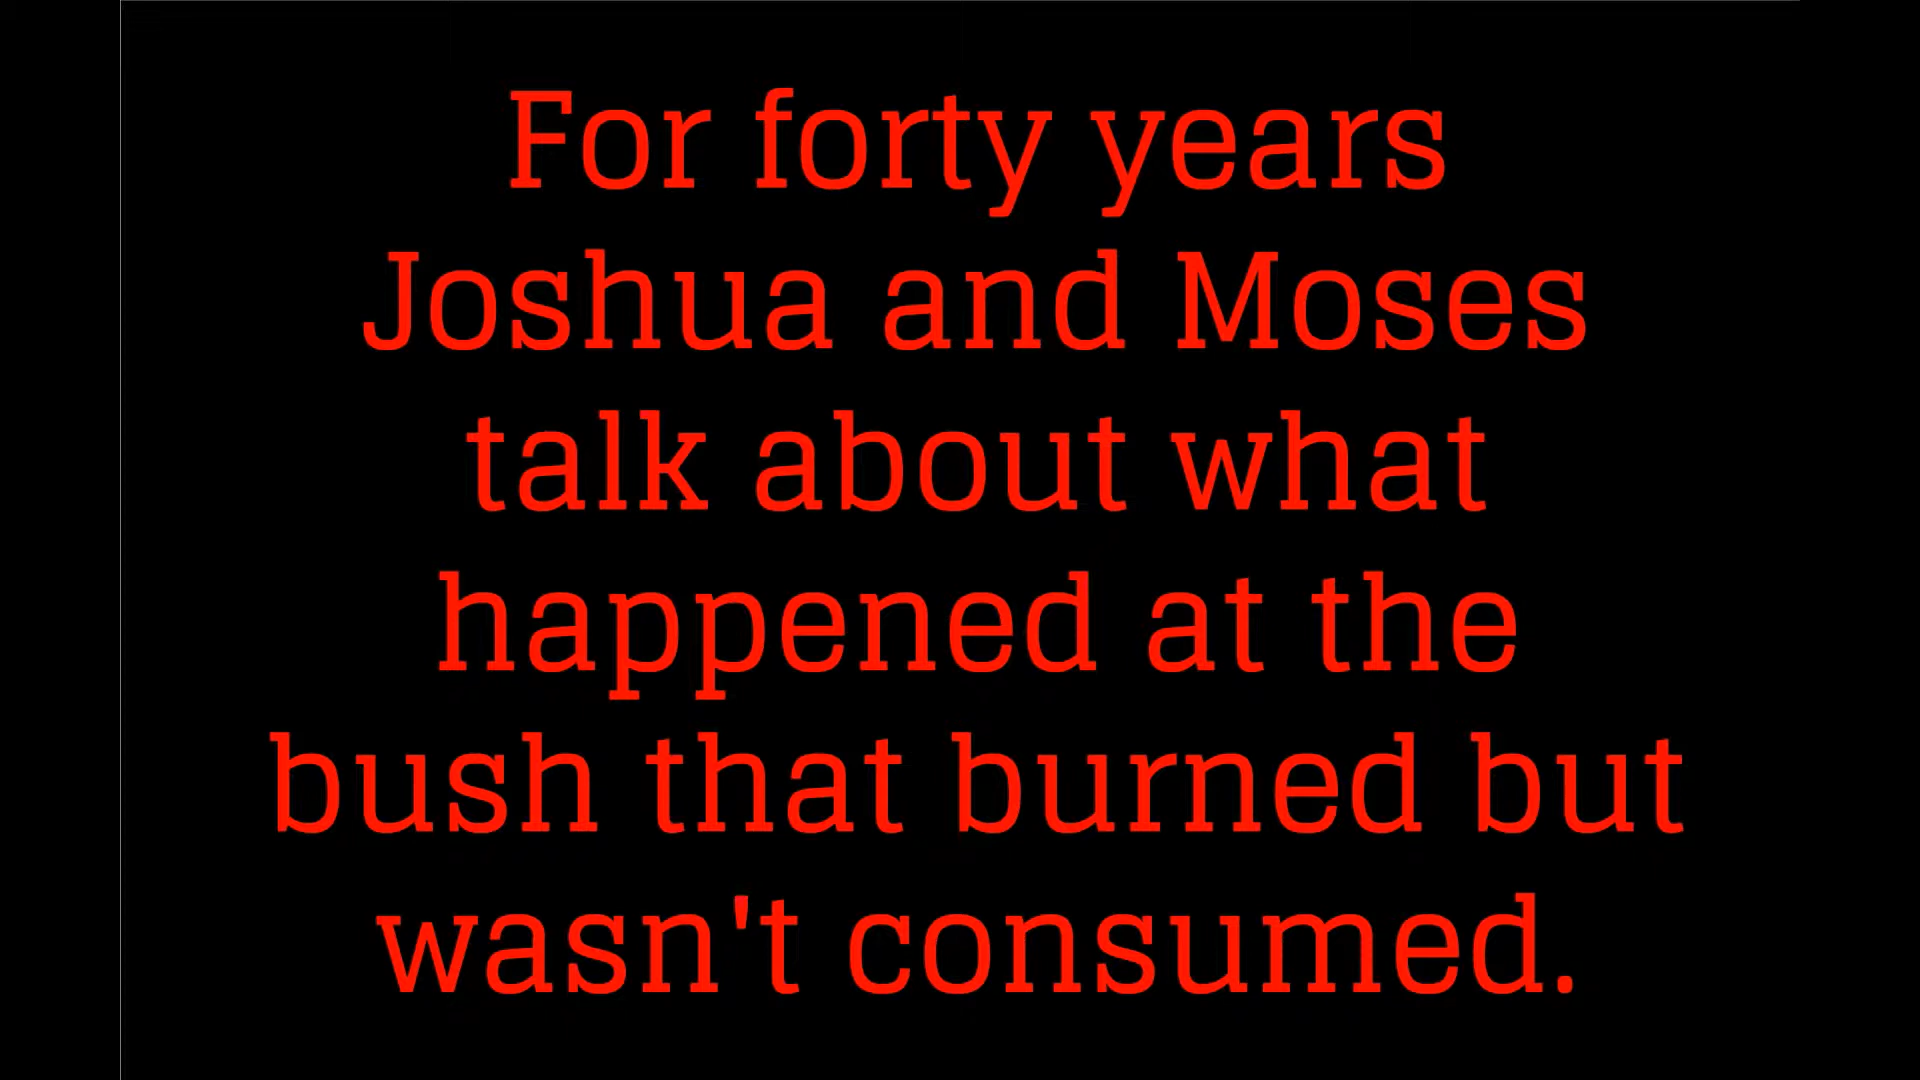 For forty years
Joshua and Moses
talk about what
happened at the
bush that burned but
wasn't consumed.